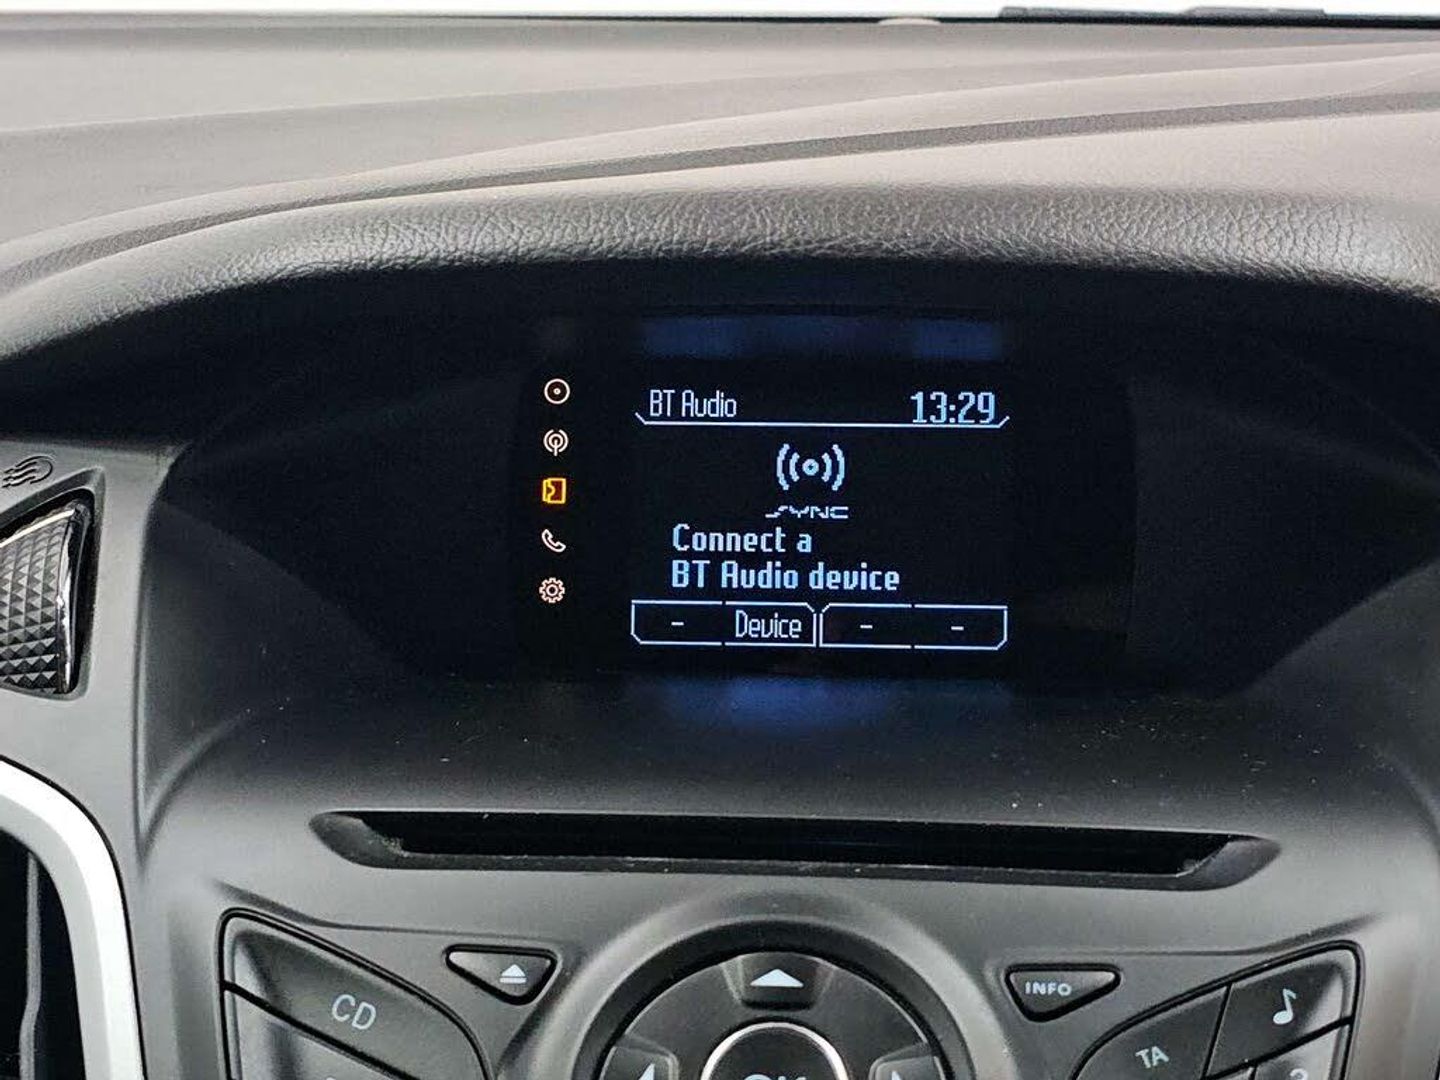 BT Audio 13:29
SYNC
Connect a
BT Audio device
- Device - -
CD
INFO
TA